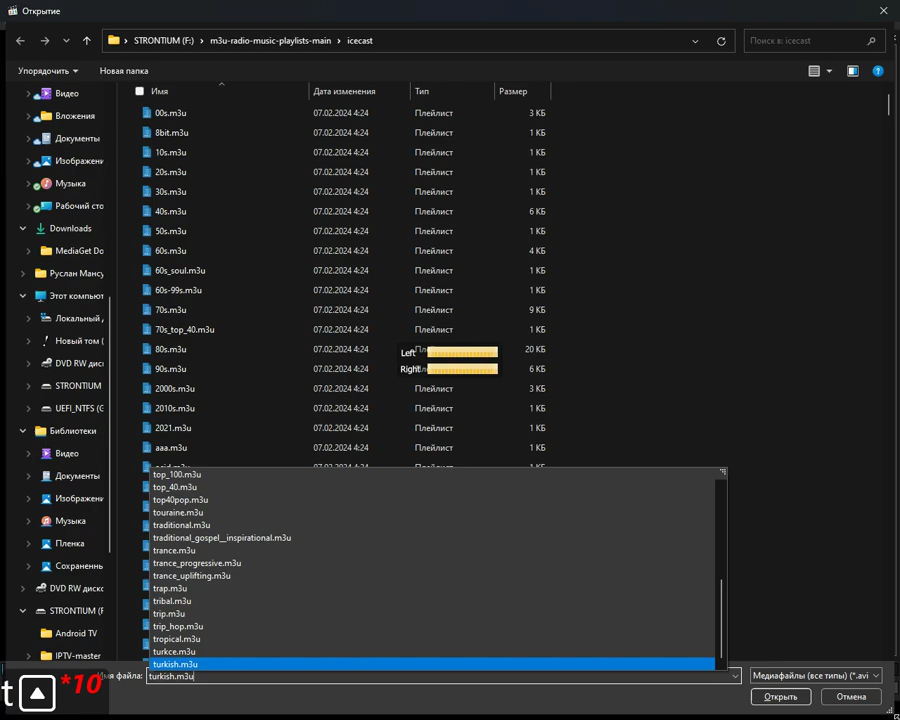 Открытие
STRONTIUM (F:) › m3u-radio-music-playlists-main › icecast
Поиск в: icecast
Упорядочить
Новая папка
Имя
Дата изменения
Тип
Размер
Видео
Вложения
Документы
Изображени
Музыка
Рабочий сто
Downloads
MediaGet Do
Руслан Мансу
Этот компьют
Локальный д
Новый том (
DVD RW дисн
STRONTIUM
UEFI_NTFS (G
Библиотеки
Видео
Документы
Изображени
Музыка
Пленка
Сохраненны
DVD RW диско
STRONTIUM (F
Android TV
IPTV-master
00s.m3u 07.02.2024 4:24 Плейлист 3 КБ
8bit.m3u 07.02.2024 4:24 Плейлист 1 КБ
10s.m3u 07.02.2024 4:24 Плейлист 1 КБ
20s.m3u 07.02.2024 4:24 Плейлист 1 КБ
30s.m3u 07.02.2024 4:24 Плейлист 1 КБ
40s.m3u 07.02.2024 4:24 Плейлист 6 КБ
50s.m3u 07.02.2024 4:24 Плейлист 1 КБ
60s.m3u 07.02.2024 4:24 Плейлист 4 КБ
60s_soul.m3u 07.02.2024 4:24 Плейлист 1 КБ
60s-99s.m3u 07.02.2024 4:24 Плейлист 1 КБ
70s.m3u 07.02.2024 4:24 Плейлист 9 КБ
70s_top_40.m3u 07.02.2024 4:24 Плейлист 1 КБ
80s.m3u 07.02.2024 4:24 Пле 20 КБ
90s.m3u 07.02.2024 4:24 6 КБ
2000s.m3u 07.02.2024 4:24 Плейлист 3 КБ
2010s.m3u 07.02.2024 4:24 Плейлист 1 КБ
2021.m3u 07.02.2024 4:24 Плейлист 1 КБ
aaa.m3u 07.02.2024 4:24 Плейлист 1 КБ
acid.m3u 07.02.2024 4:24 Плейлист 1 КБ
Left
Right
top_100.m3u
top_40.m3u
top40pop.m3u
touraine.m3u
traditional.m3u
traditional_gospel__inspirational.m3u
trance.m3u
trance_progressive.m3u
trance_uplifting.m3u
trap.m3u
tribal.m3u
trip.m3u
trip_hop.m3u
tropical.m3u
turkce.m3u
turkish.m3u
Имя файла: turkish.m3u
Медиафайлы (все типы) (*.avi
Открыть
Отмена
t *10